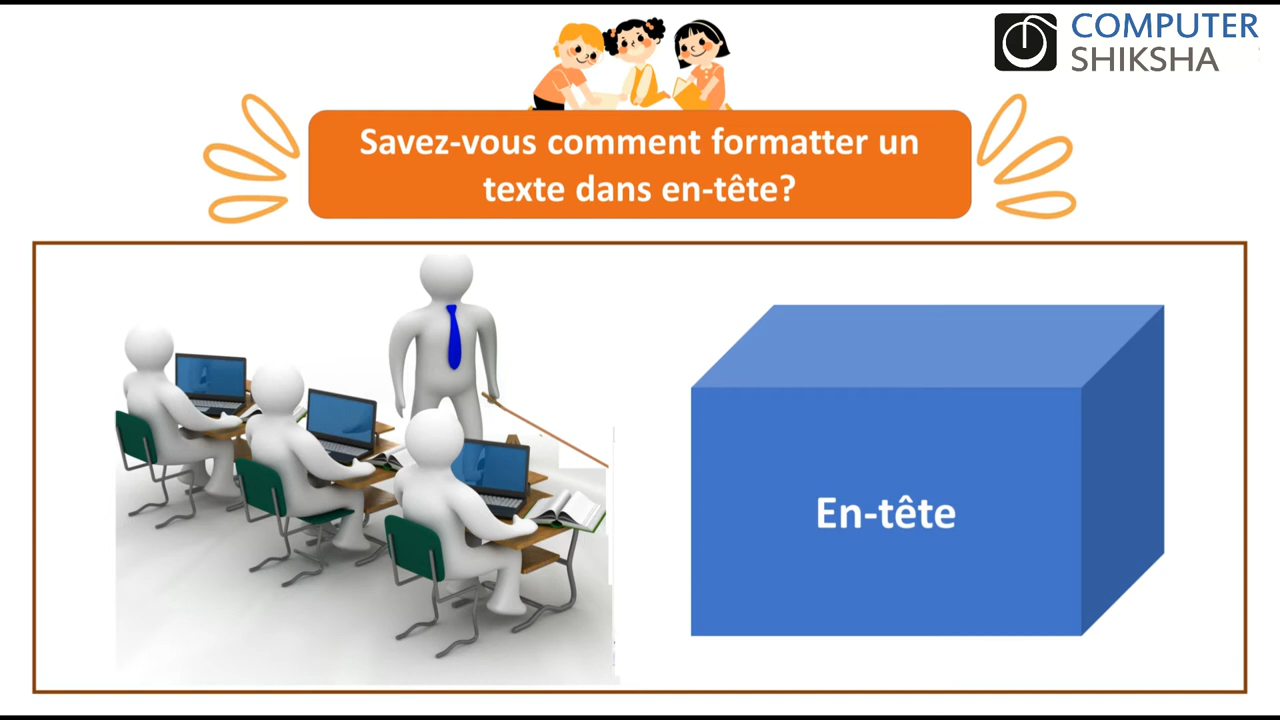 COMPUTER
SHIKSHA
Savez-vous comment formatter un
texte dans en-tête?
En-tête